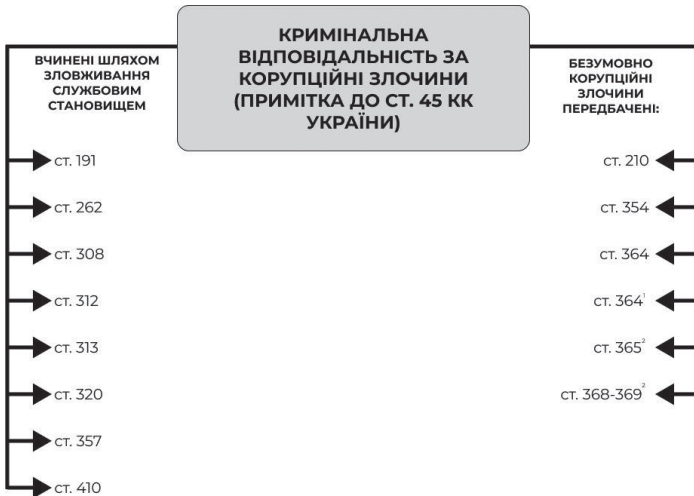 КРИМІНАЛЬНА
ВІДПОВІДАЛЬНІСТЬ ЗА
КОРУПЦІЙНІ ЗЛОЧИНИ
(ПРИМІТКА ДО СТ. 45 КК
УКРАЇНИ)
ВЧИНЕНІ ШЛЯХОМ
ЗЛОВЖИВАННЯ
СЛУЖБОВИМ
СТАНОВИЩЕМ
ст. 191
ст. 262
ст. 308
ст. 312
ст. 313
ст. 320
ст. 357
ст. 410
БЕЗУМОВНО
КОРУПЦІЙНІ
ЗЛОЧИНИ
ПЕРЕДБАЧЕНІ:
ст. 210
ст. 354
ст. 364
ст. 364¹
ст. 365²
ст. 368-369²